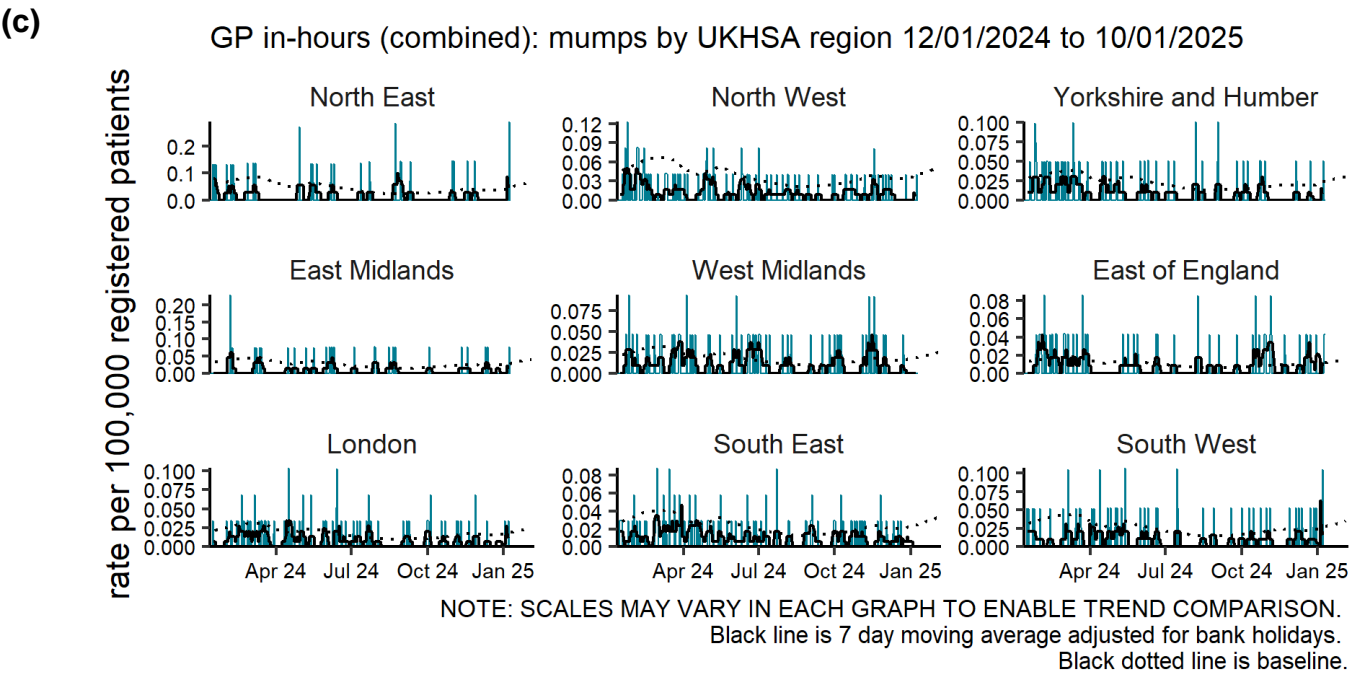 (c)
GP in-hours (combined): mumps by UKHSA region 12/01/2024 to 10/01/2025
rate per 100,000 registered patients
North East
0.2
0.1
0.0
North West
0.12
0.09
0.06
0.03
0.00
Yorkshire and Humber
0.100
0.075
0.050
0.025
0.000
East Midlands
0.20
0.15
0.10
0.05
0.00
West Midlands
0.075
0.050
0.025
0.000
East of England
0.08
0.06
0.04
0.02
0.00
London
0.100
0.075
0.050
0.025
0.000
Apr 24 Jul 24 Oct 24 Jan 25
South East
0.08
0.06
0.04
0.02
0.00
Apr 24 Jul 24 Oct 24 Jan 25
South West
0.100
0.075
0.050
0.025
0.000
Apr 24 Jul 24 Oct 24 Jan 25
NOTE: SCALES MAY VARY IN EACH GRAPH TO ENABLE TREND COMPARISON.
Black line is 7 day moving average adjusted for bank holidays.
Black dotted line is baseline.